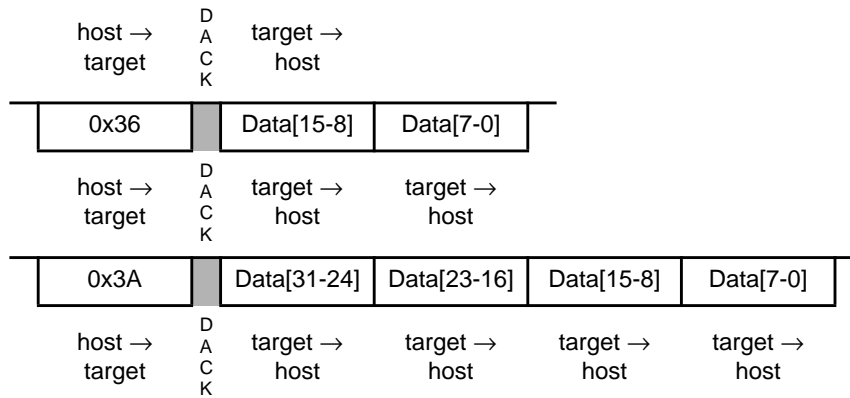 host → D A C K target →
target host
0x36 Data[15-8] Data[7-0]
host → D A C K target → target →
target host host
0x3A Data[31-24] Data[23-16] Data[15-8] Data[7-0]
host → D A C K target → target → target → target →
target host host host host